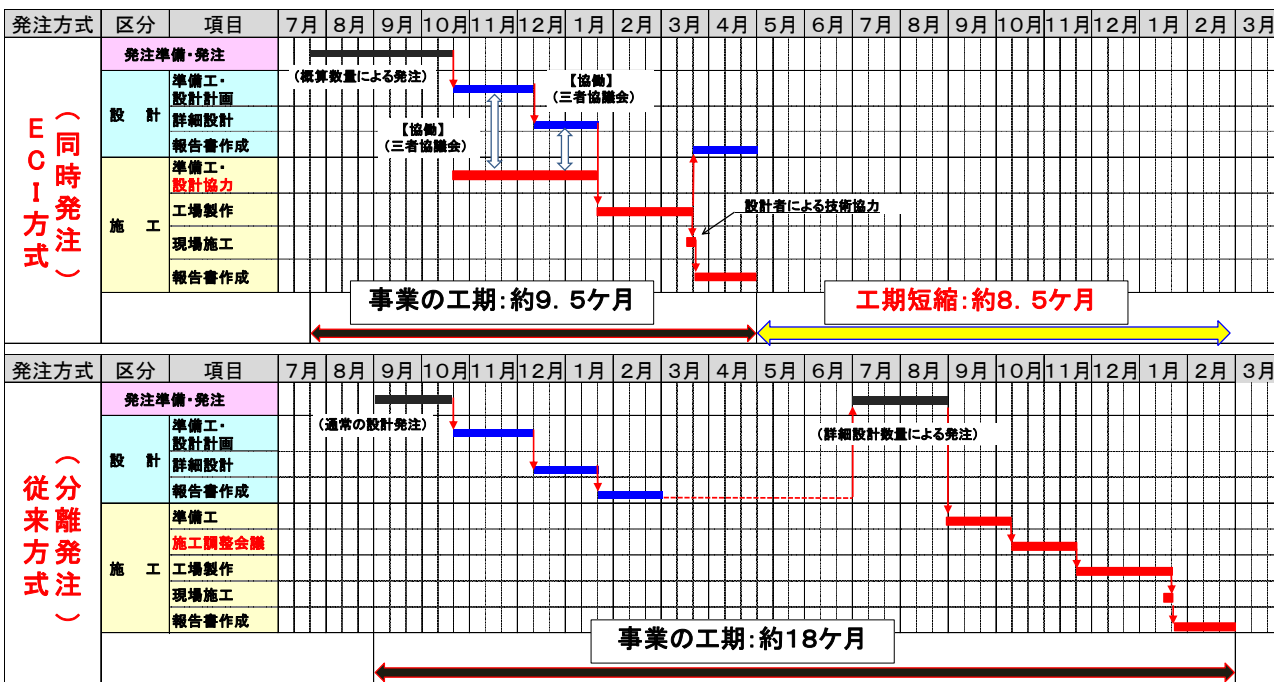 発注方式 区分 項目 7月 8月 9月 10月 11月 12月 1月 2月 3月 4月 5月 6月 7月 8月 9月 10月 11月 12月 1月 2月 3月
ECI方式
（同時発注）
発注準備・発注
（概算数量による発注）
設 計
準備工・
設計計画
詳細設計
報告書作成
【協働】
（三者協議会）
【協働】
（三者協議会）
施 工
準備工・
設計協力
工場製作
現場施工
報告書作成
設計者による技術協力
事業の工期：約9．5ケ月
工期短縮：約8．5ケ月
発注方式 区分 項目 7月 8月 9月 10月 11月 12月 1月 2月 3月 4月 5月 6月 7月 8月 9月 10月 11月 12月 1月 2月 3月
従来方式
（分離発注）
発注準備・発注
（通常の設計発注）
（詳細設計数量による発注）
設 計
準備工・
設計計画
詳細設計
報告書作成
施 工
準備工
施工調整会議
工場製作
現場施工
報告書作成
事業の工期：約18ケ月